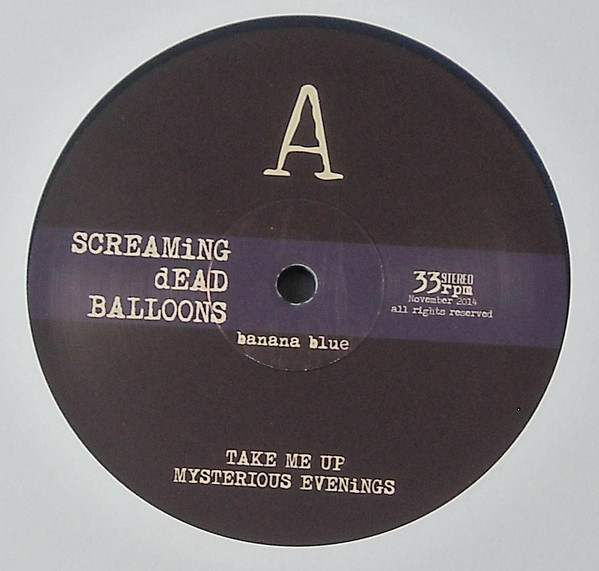 A
SCREAMiNG
dEAD
BALLOONS
33 STEREO
rpm
November 2014
all rights reserved
banana blue
TAKE ME UP
MYSTERIOUS EVENiNGS